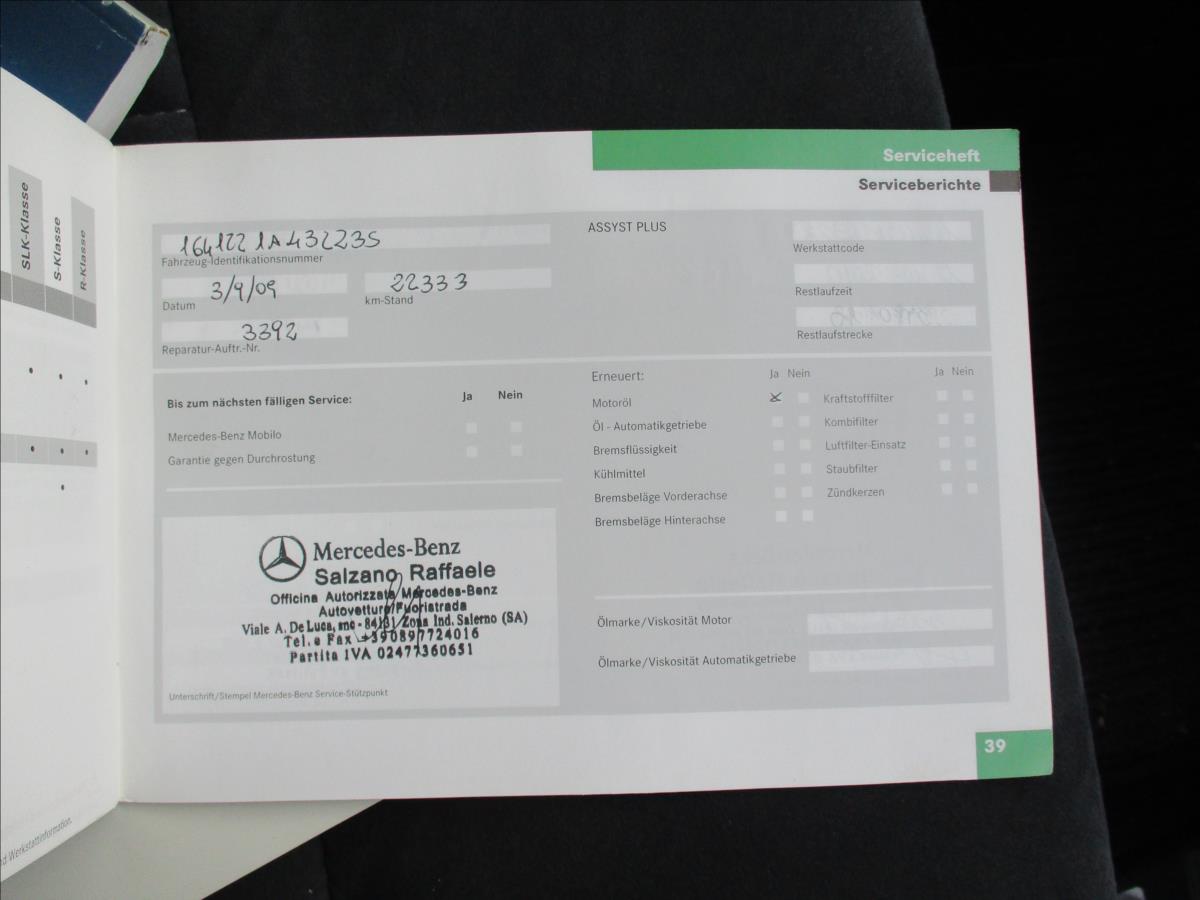 SLK-Klasse
S-Klasse
R-Klasse
nd Werkstattinformation.
Serviceheft
Serviceberichte
164122 1A432235
Fahrzeug-Identifikationsnummer
3/9/09
Datum
22333
km-Stand
3392
Reparatur-Auftr.-Nr.
ASSYST PLUS
Werkstattcode
Restlaufzeit
Restlaufstrecke
Bis zum nächsten fälligen Service: Ja Nein
Mercedes-Benz Mobilo
Garantie gegen Durchrostung
Erneuert: Ja Nein Ja Nein
Motoröl x Kraftstofffilter
Öl - Automatikgetriebe Kombifilter
Bremsflüssigkeit Luftfilter-Einsatz
Kühlmittel Staubfilter
Bremsbeläge Vorderachse Zündkerzen
Bremsbeläge Hinterachse
Mercedes-Benz
Salzano Raffaele
Officina Autorizzata Mercedes-Benz
Autovetture/Fuoristrada
Viale A. De Luca, snc - 84131 Zona Ind. Salerno (SA)
Tel. e Fax +390897724016
Partita IVA 02477360651
Unterschrift/Stempel Mercedes-Benz Service-Stützpunkt
Ölmarke/Viskosität Motor
Ölmarke/Viskosität Automatikgetriebe
39